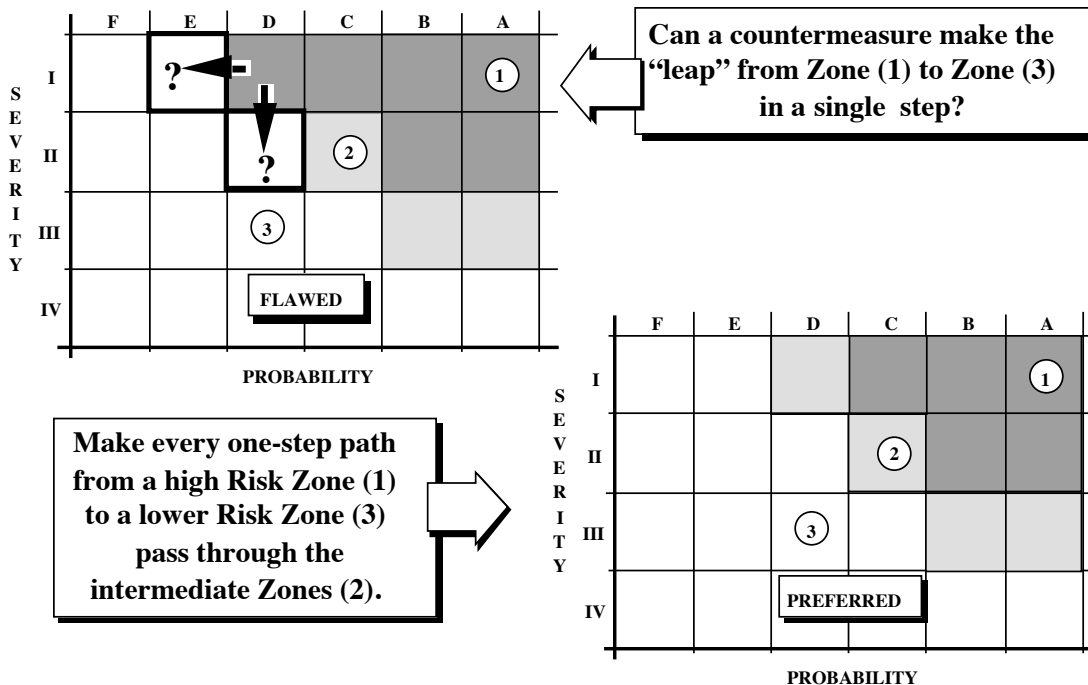 F E D C B A
I
II
III
IV
SEVERITY
?
?
1
2
3
FLAWED
PROBABILITY
Can a countermeasure make the
“leap” from Zone (1) to Zone (3)
in a single step?
Make every one-step path
from a high Risk Zone (1)
to a lower Risk Zone (3)
pass through the
intermediate Zones (2).
F E D C B A
I
II
III
IV
SEVERITY
1
2
3
PREFERRED
PROBABILITY